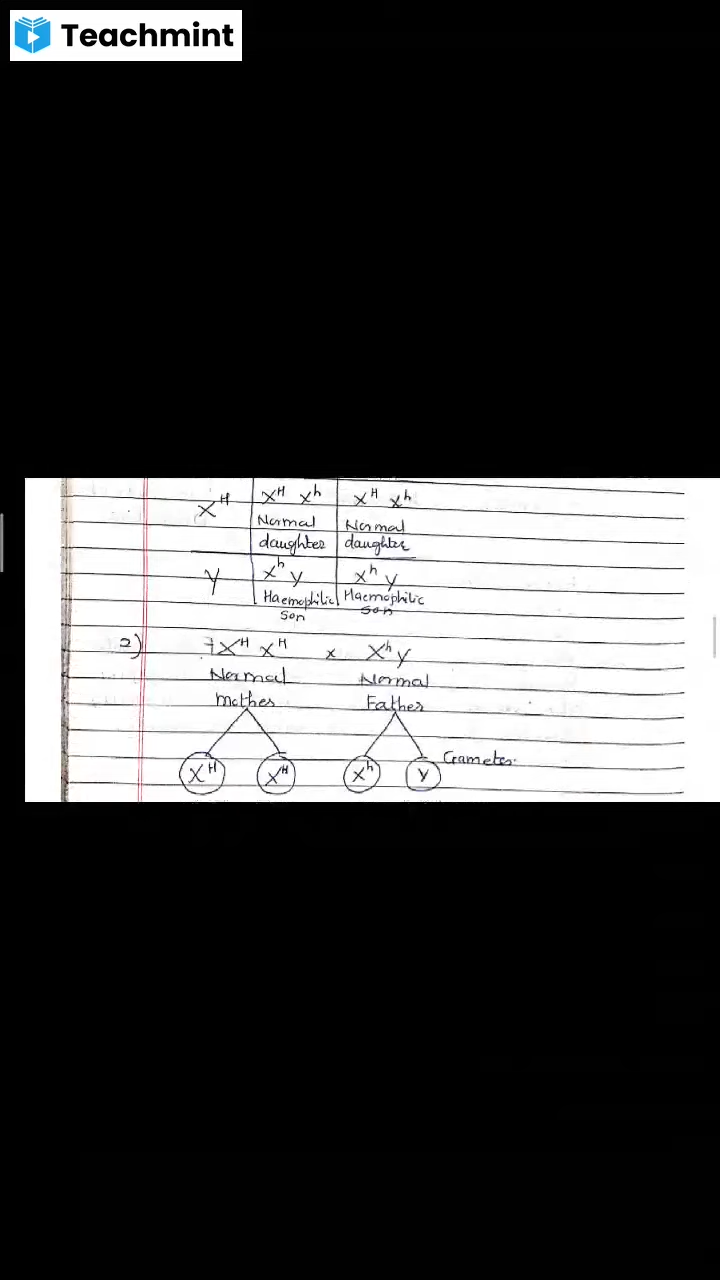 Teachmint
X^H X^H X^h X^H X^h
Normal Normal
daughter daughter
Y X^h Y X^h Y
Haemophilic Haemophilic
Son Son
2) X^H X^H x X^h Y
Normal Normal
Mother Father
X^H X^H X^h Y Gametes